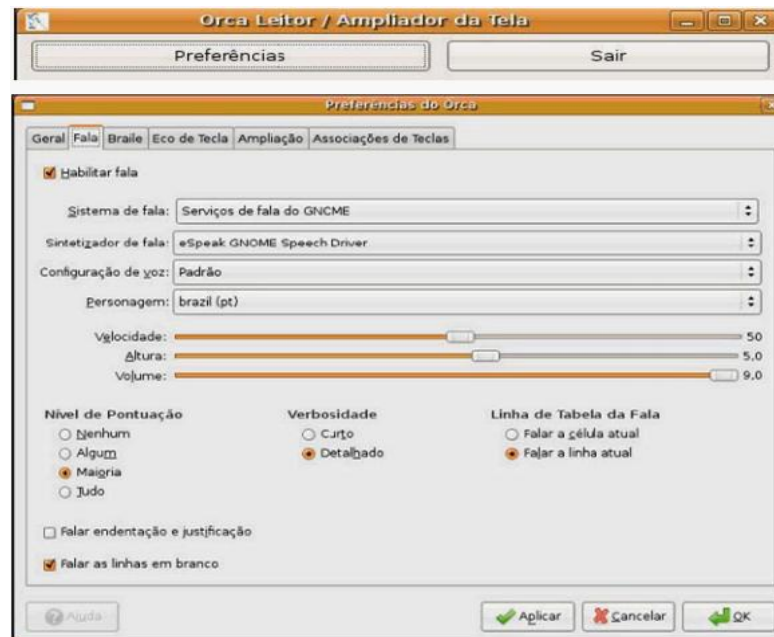 Orca Leitor / Ampliador da Tela
Preferências Sair
Preferências do Orca
Geral Fala Braile Eco de Tecla Ampliação Associações de Teclas
Habilitar fala
Sistema de fala: Serviços de fala do GNCME
Sintetizador de fala: eSpeak GNOME Speech Driver
Configuração de voz: Padrão
Personagem: brazil (pt)
Velocidade: 50
Altura: 5,0
Volume: 9,0
Nível de Pontuação Verbosidade Linha de Tabela da Fala
Nenhum Curto Falar a célula atual
Algum Detalhado Falar a linha atual
Maioria
Tudo
Falar endentação e justificação
Falar as linhas em branco
Ajuda Aplicar Cancelar OK